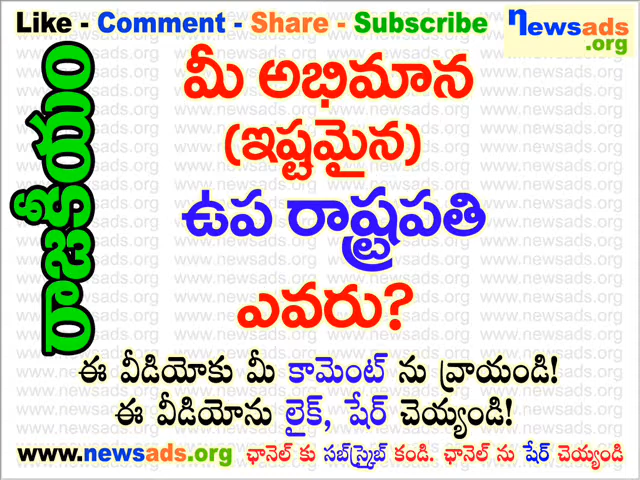 Like - Comment - Share - Subscribe
newsads
.org
రాజకీయం
మీ అభిమాన
(ఇష్టమైన)
ఉప రాష్ట్రపతి
ఎవరు?
ఈ వీడియోకు మీ కామెంట్ ను వ్రాయండి!
ఈ వీడియోను లైక్, షేర్ చెయ్యండి!
www.newsads.org ఛానెల్ కు సబ్‌స్క్రైబ్ కండి. ఛానెల్ ను షేర్ చెయ్యండి